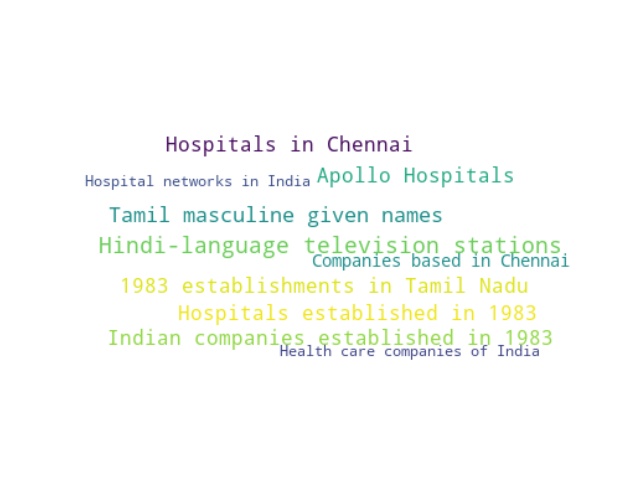 Hospitals in Chennai
Apollo Hospitals
Hospital networks in India
Tamil masculine given names
Hindi-language television stations
Companies based in Chennai
1983 establishments in Tamil Nadu
Hospitals established in 1983
Indian companies established in 1983
Health care companies of India